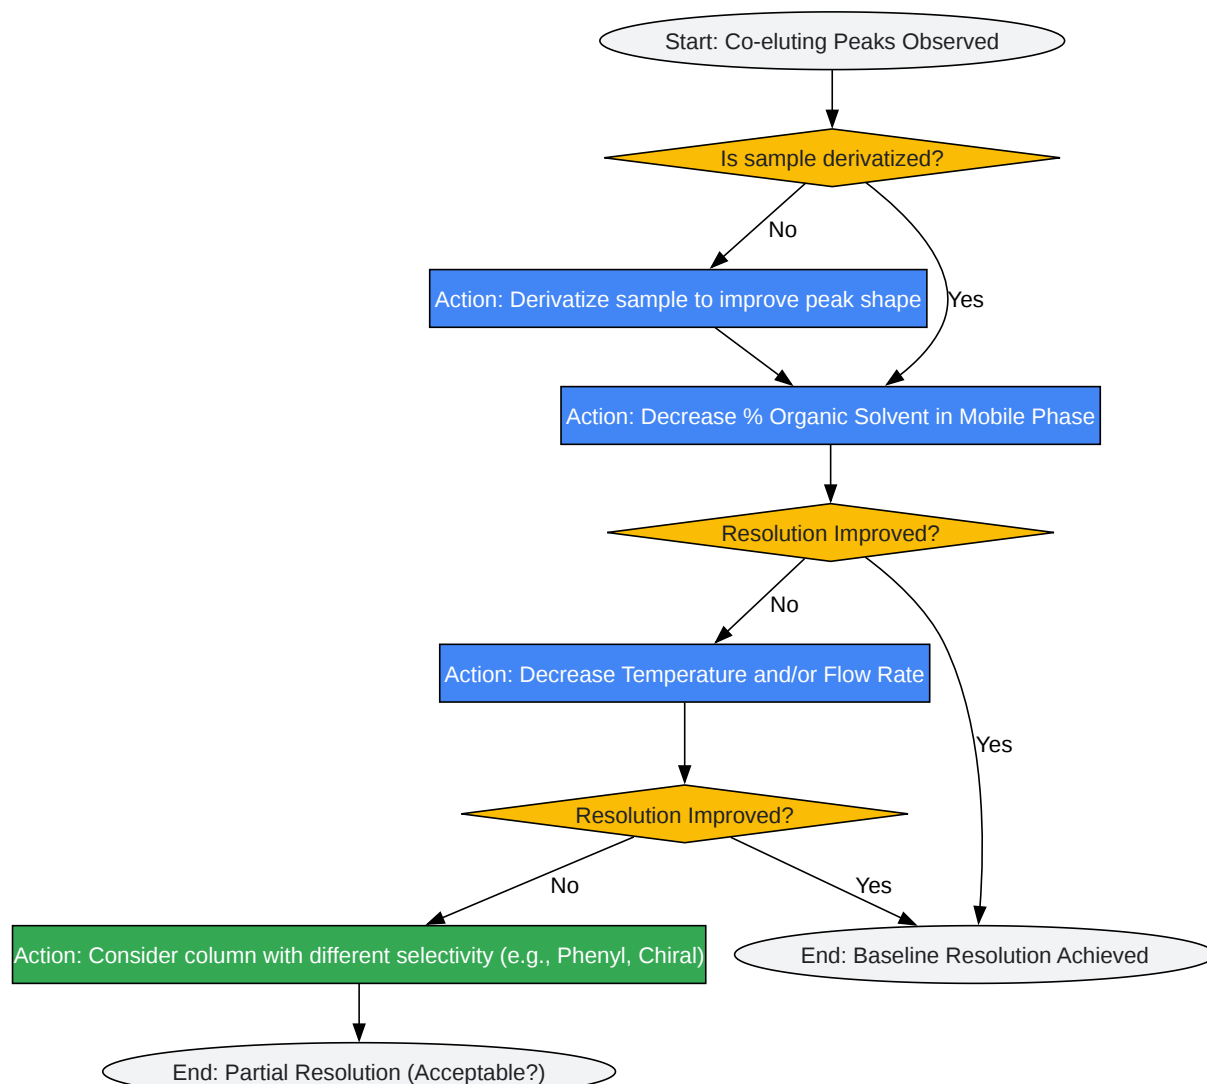 Start: Co-eluting Peaks Observed
Is sample derivatized?
No
Action: Derivatize sample to improve peak shape
Yes
Action: Decrease % Organic Solvent in Mobile Phase
Resolution Improved?
No
Action: Decrease Temperature and/or Flow Rate
Yes
Resolution Improved?
No
Yes
Action: Consider column with different selectivity (e.g., Phenyl, Chiral)
End: Baseline Resolution Achieved
End: Partial Resolution (Acceptable?)